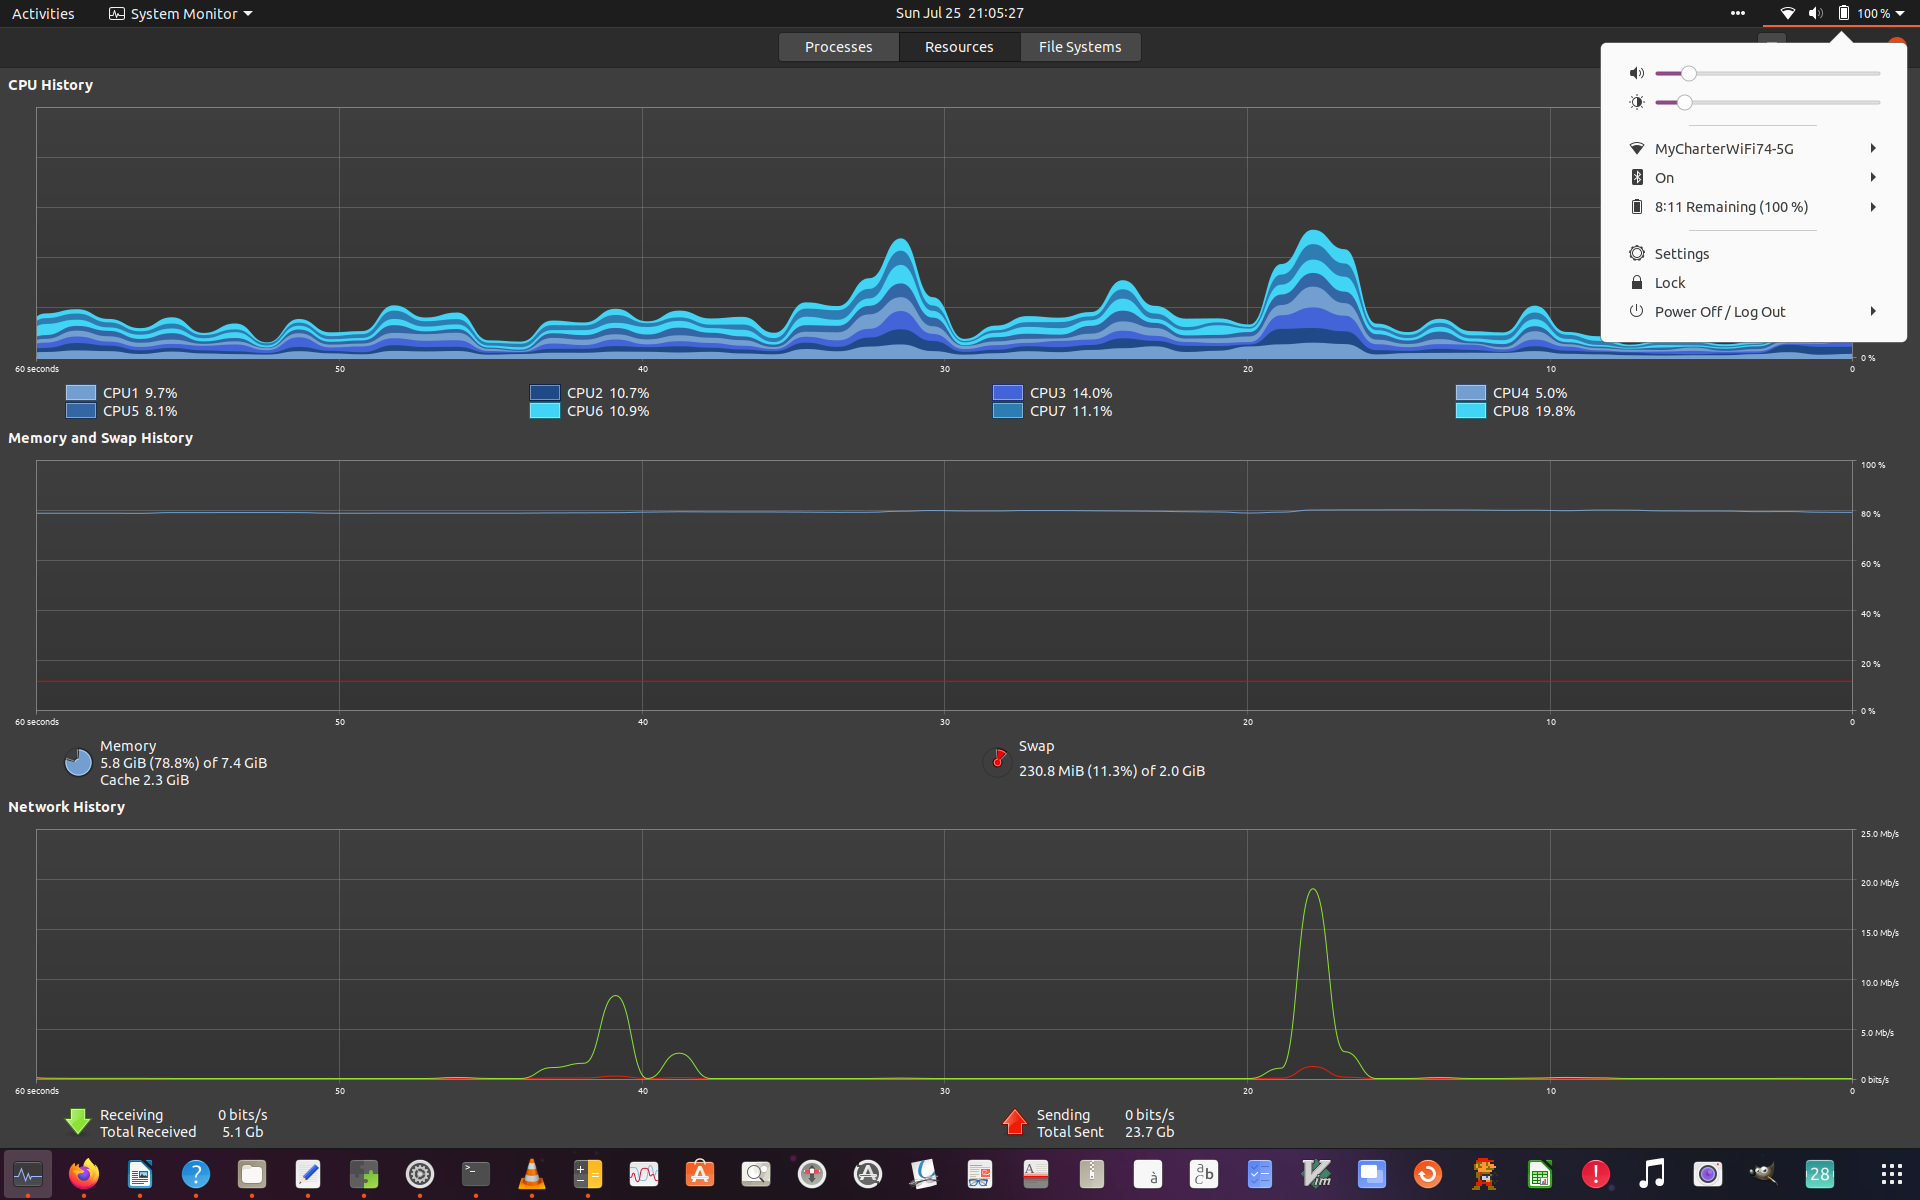 Activities
System Monitor
Sun Jul 25 21:05:27
100 %
Processes
Resources
File Systems
MyCharterWiFi74-5G
On
8:11 Remaining (100 %)
Settings
Lock
Power Off / Log Out
CPU History
0 %
60 seconds 50 40 30 20 10 0
CPU1 9.7% CPU2 10.7% CPU3 14.0% CPU4 5.0%
CPU5 8.1% CPU6 10.9% CPU7 11.1% CPU8 19.8%
Memory and Swap History
100 %
80 %
60 %
40 %
20 %
0 %
60 seconds 50 40 30 20 10 0
Memory
5.8 GiB (78.8%) of 7.4 GiB
Cache 2.3 GiB
Swap
230.8 MiB (11.3%) of 2.0 GiB
Network History
25.0 Mb/s
20.0 Mb/s
15.0 Mb/s
10.0 Mb/s
5.0 Mb/s
0 bits/s
60 seconds 50 40 30 20 10 0
Receiving 0 bits/s
Total Received 5.1 Gb
Sending 0 bits/s
Total Sent 23.7 Gb
?
>_
A
A
à
a b c
Vim
!
28